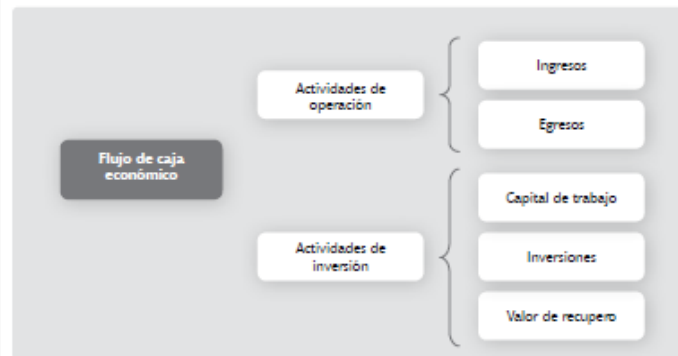 Flujo de caja
económico
Actividades de
operación
Ingresos
Egresos
Actividades de
inversión
Capital de trabajo
Inversiones
Valor de recupero